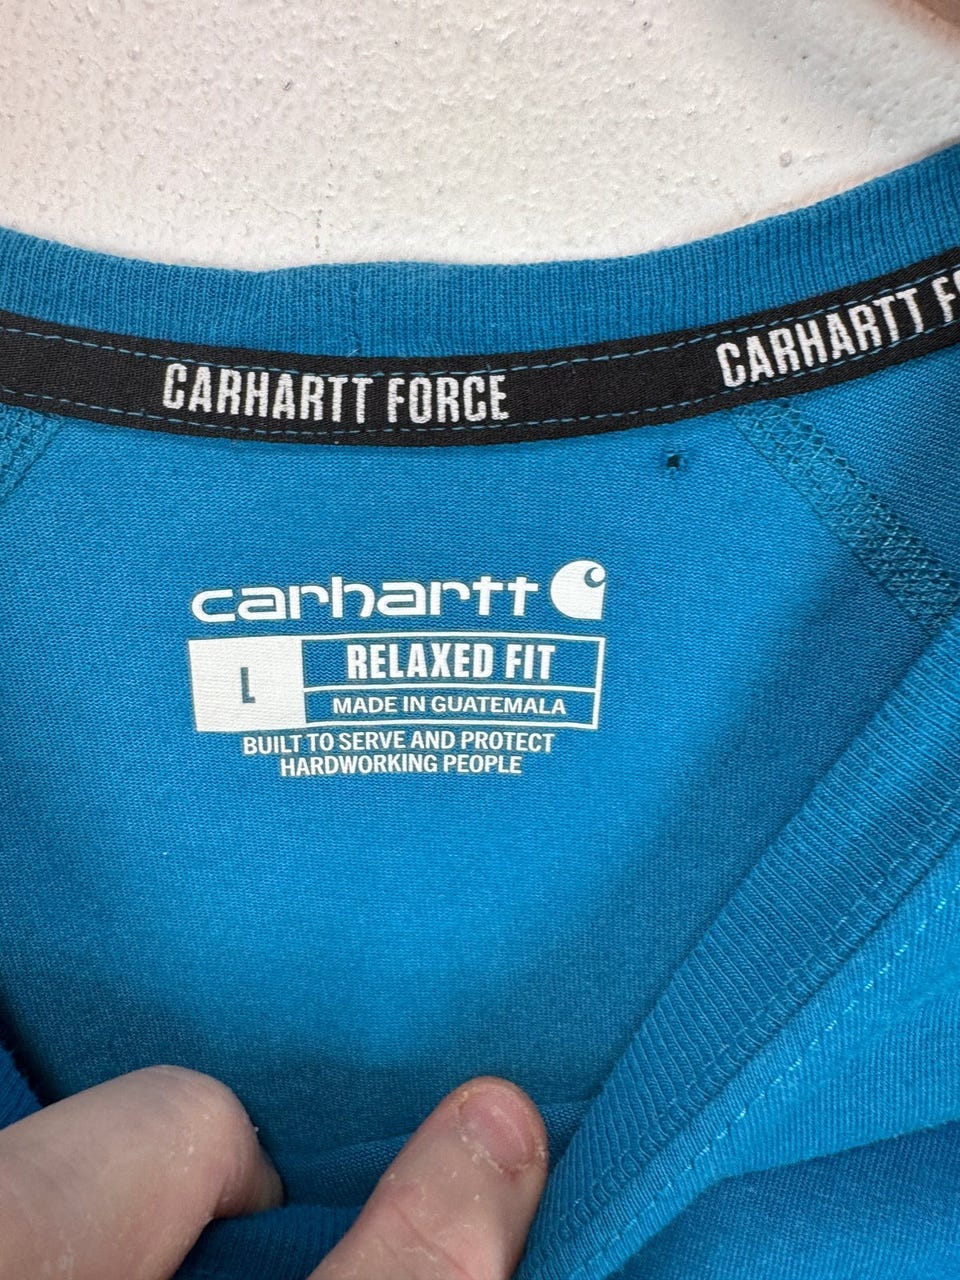 CARHARTT FORCE
CARHARTT
carhartt
L
RELAXED FIT
MADE IN GUATEMALA
BUILT TO SERVE AND PROTECT
HARDWORKING PEOPLE